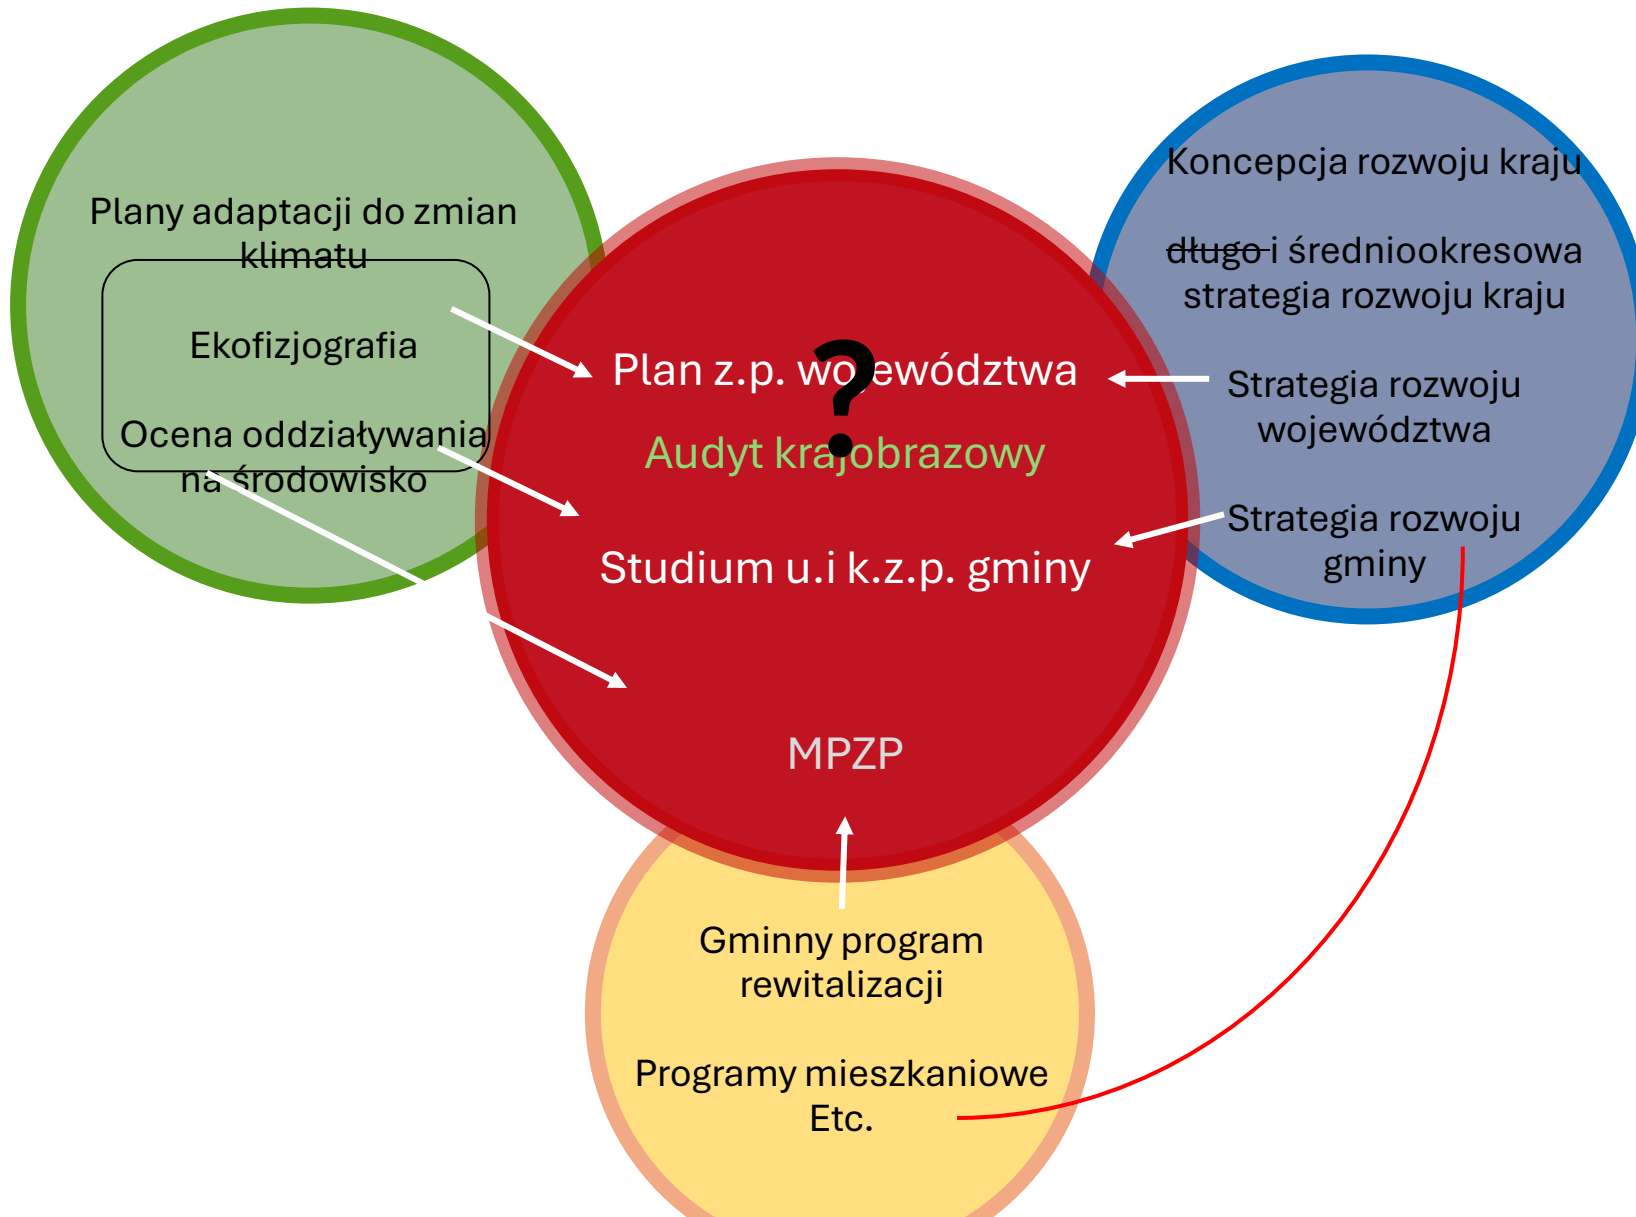 Plany adaptacji do zmian
klimatu
Ekofizjografia
Ocena oddziaływania
na środowisko
Plan z.p. województwa
?
Audyt krajobrazowy
Studium u.i k.z.p. gminy
MPZP
Koncepcja rozwoju kraju
długo i średniookresowa
strategia rozwoju kraju
Strategia rozwoju
województwa
Strategia rozwoju
gminy
Gminny program
rewitalizacji
Programy mieszkaniowe
Etc.